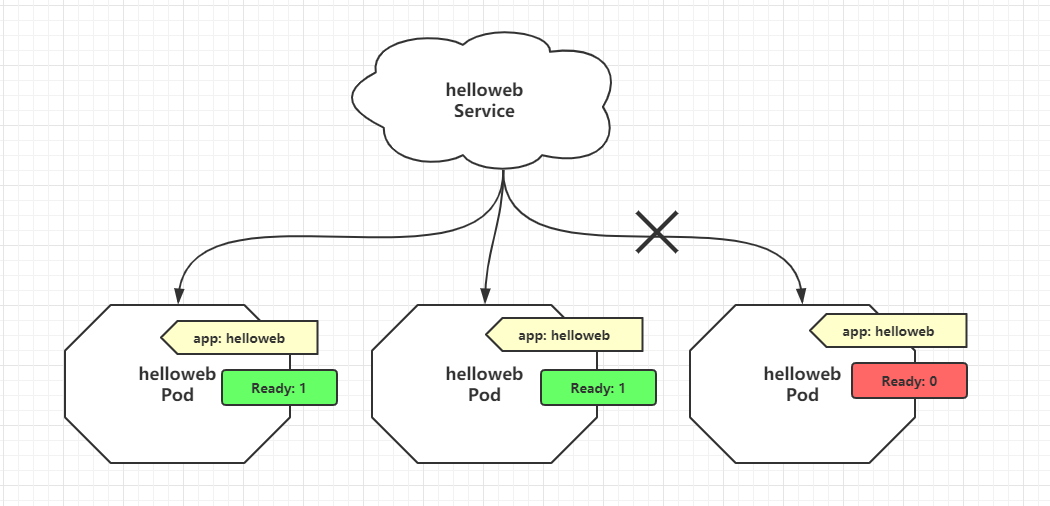 helloweb
Service
app: helloweb
helloweb
Pod
Ready: 1
app: helloweb
helloweb
Pod
Ready: 1
app: helloweb
helloweb
Pod
Ready: 0